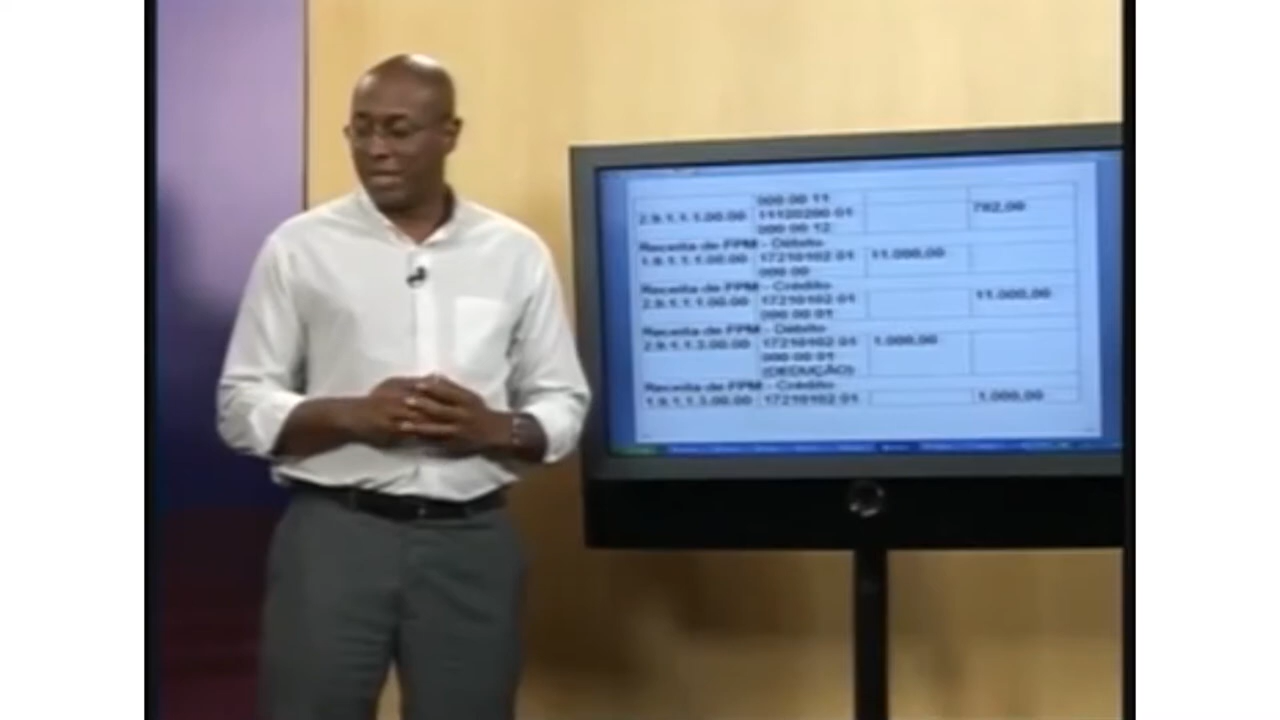 000 00 11
2.9.1.1.1.00.00 11120200 01 782,00
000 00 12
Receita de FPM - Débito
1.9.1.1.1.00.00 17210102 01 11.000,00
000 00
Receita de FPM - Crédito
2.9.1.1.1.00.00 17210102 01 11.000,00
000 00 01
Receita de FPM - Débito
2.9.1.1.3.00.00 17210102 01 1.000,00
000 00 01
(DEDUÇÃO)
Receita de FPM - Crédito
1.9.1.1.3.00.00 17210102 01 1.000,00